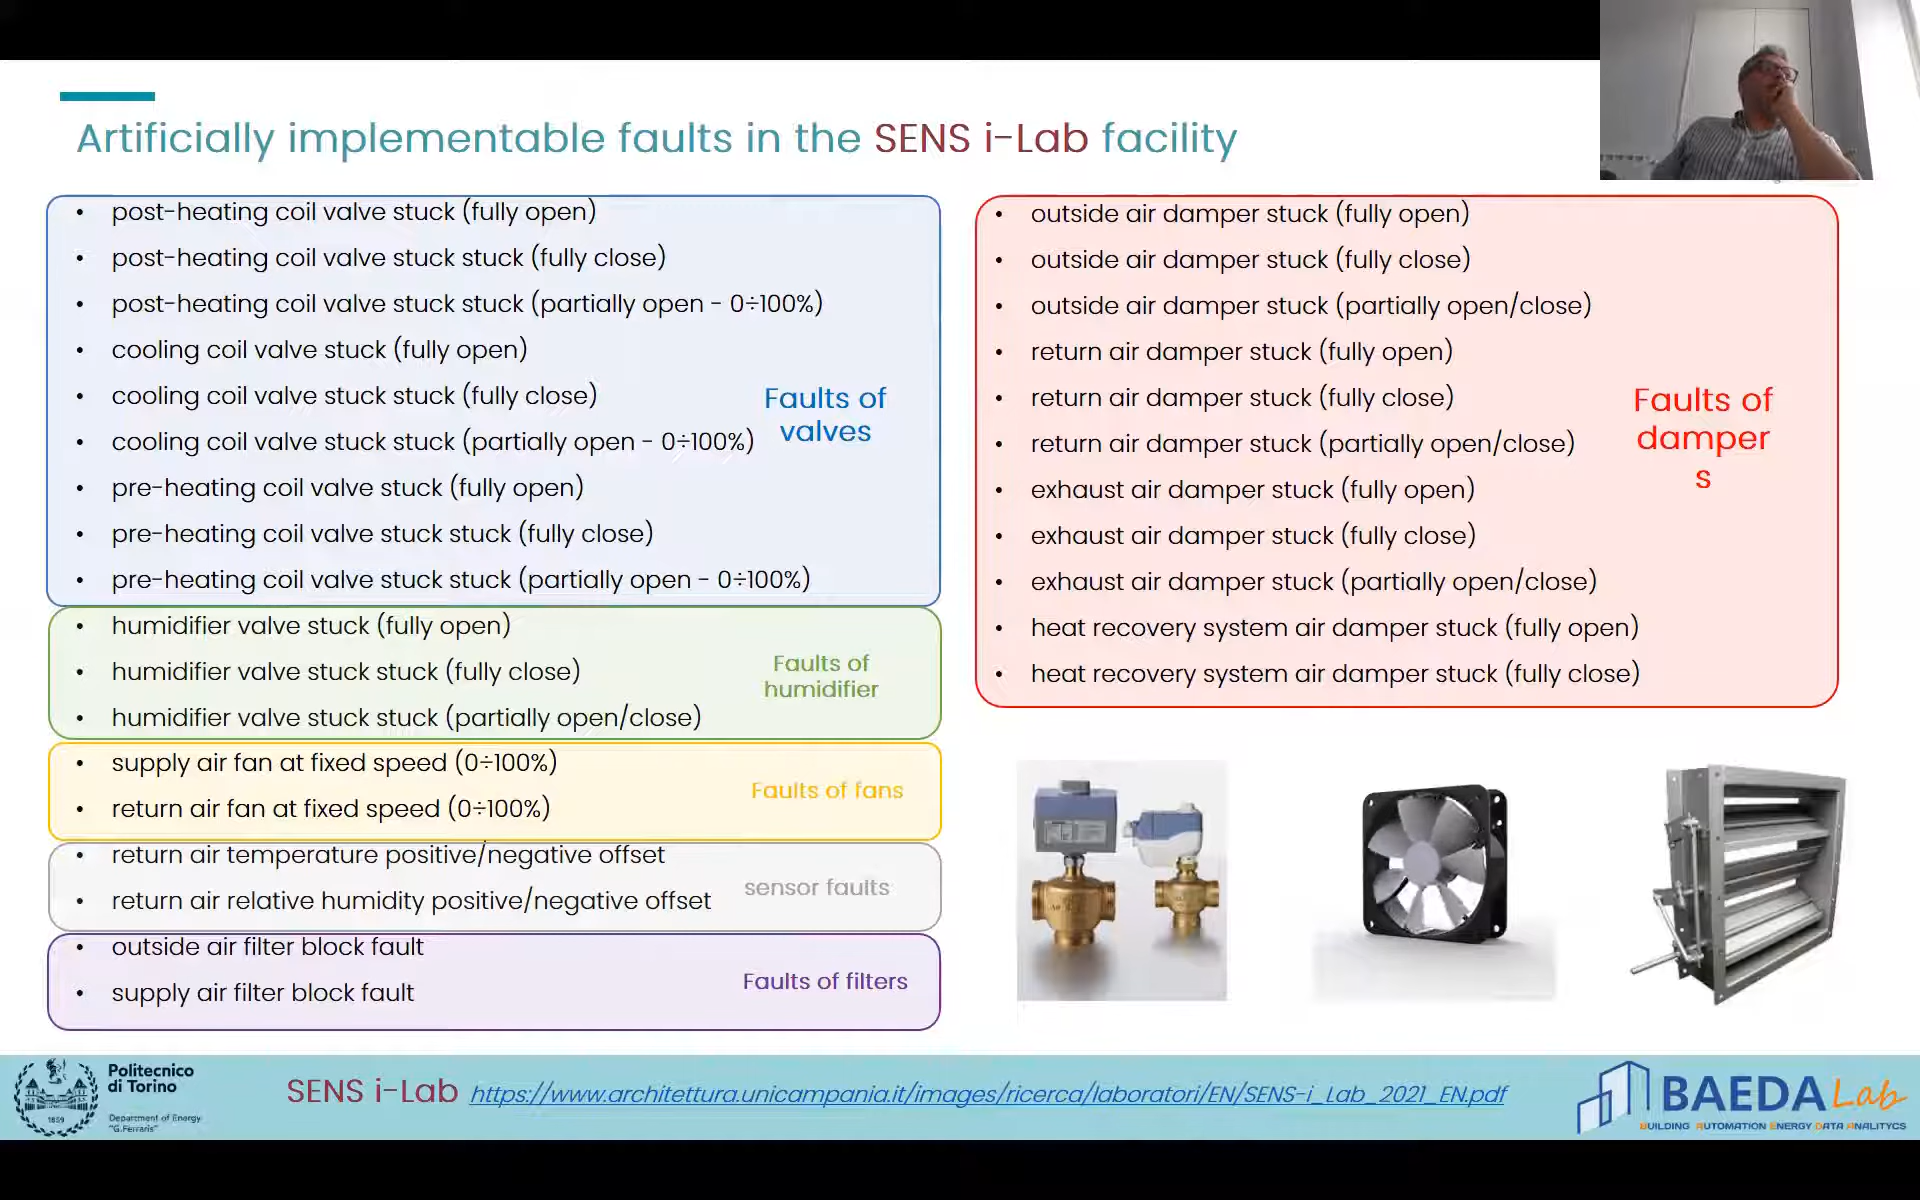 Artificially implementable faults in the SENS i-Lab facility
• post-heating coil valve stuck (fully open)
• post-heating coil valve stuck stuck (fully close)
• post-heating coil valve stuck stuck (partially open - 0÷100%)
• cooling coil valve stuck (fully open)
• cooling coil valve stuck stuck (fully close)
• cooling coil valve stuck stuck (partially open - 0÷100%)
• pre-heating coil valve stuck (fully open)
• pre-heating coil valve stuck stuck (fully close)
• pre-heating coil valve stuck stuck (partially open - 0÷100%)
Faults of
valves
• humidifier valve stuck (fully open)
• humidifier valve stuck stuck (fully close)
• humidifier valve stuck stuck (partially open/close)
Faults of
humidifier
• supply air fan at fixed speed (0÷100%)
• return air fan at fixed speed (0÷100%)
Faults of fans
• return air temperature positive/negative offset
• return air relative humidity positive/negative offset
sensor faults
• outside air filter block fault
• supply air filter block fault
Faults of filters
• outside air damper stuck (fully open)
• outside air damper stuck (fully close)
• outside air damper stuck (partially open/close)
• return air damper stuck (fully open)
• return air damper stuck (fully close)
• return air damper stuck (partially open/close)
• exhaust air damper stuck (fully open)
• exhaust air damper stuck (fully close)
• exhaust air damper stuck (partially open/close)
• heat recovery system air damper stuck (fully open)
• heat recovery system air damper stuck (fully close)
Faults of
damper
s
Politecnico
di Torino
Department of Energy
"G.Ferraris"
1859
SENS i-Lab https://www.architettura.unicampania.it/images/ricerca/laboratori/EN/SENS-i_Lab_2021_EN.pdf
BAEDA Lab
BUILDING AUTOMATION ENERGY DATA ANALITYCS